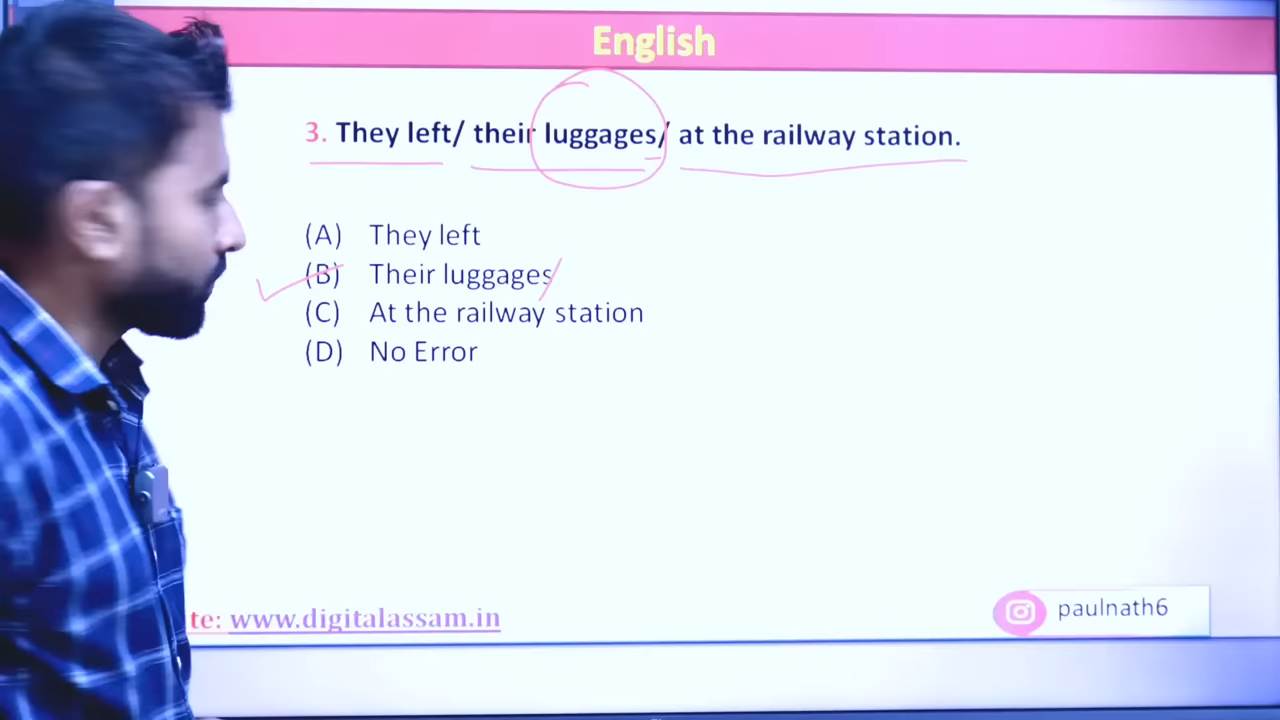 English
3. They left/ their luggages/ at the railway station.
(A) They left
(B) Their luggages
(C) At the railway station
(D) No Error
te: www.digitalassam.in
paulnath6